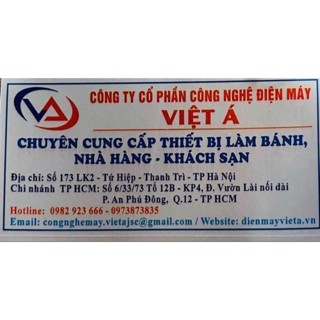 VA
CÔNG TY CỔ PHẦN CÔNG NGHỆ ĐIỆN MÁY
VIỆT Á
CHUYÊN CUNG CẤP THIẾT BỊ LÀM BÁNH,
NHÀ HÀNG - KHÁCH SẠN
Địa chỉ: Số 173 LK2 - Tứ Hiệp - Thanh Trì - TP Hà Nội
Chi nhánh TP HCM: Số 6/33/73 Tổ 12B - KP4, Đ. Vườn Lài nối dài
P. An Phú Đông, Q.12 - TP HCM
Hotline: 0982 923 666 - 0973873835
Email: congnghemay.vietajsc@gmail.com / Website: dienmayvieta.vn